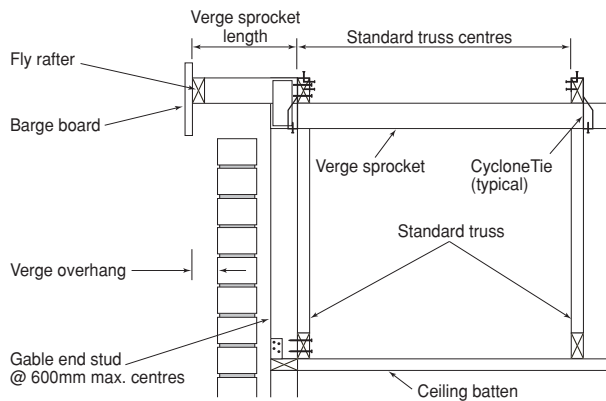 Verge sprocket
length
Standard truss centres
Fly rafter
Barge board
Verge sprocket
CycloneTie
(typical)
Standard truss
Verge overhang
Gable end stud
@ 600mm max. centres
Ceiling batten